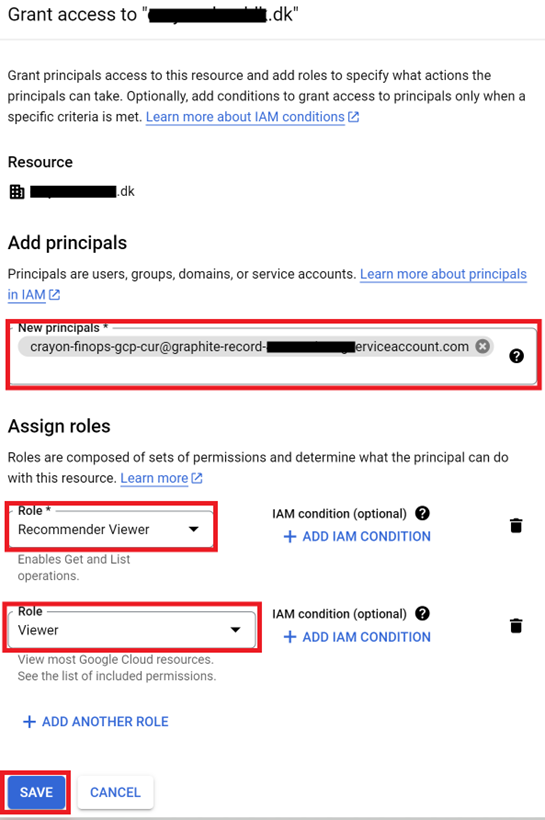 Grant access to ".dk"
Grant principals access to this resource and add roles to specify what actions the
principals can take. Optionally, add conditions to grant access to principals only when a
specific criteria is met. Learn more about IAM conditions
Resource
.dk
Add principals
Principals are users, groups, domains, or service accounts. Learn more about principals
in IAM
New principals *
crayon-finops-gcp-cur@graphite-record-erviceaccount.com
Assign roles
Roles are composed of sets of permissions and determine what the principal can do
with this resource. Learn more
Role *
Recommender Viewer
IAM condition (optional)
+ ADD IAM CONDITION
Enables Get and List
operations.
Role
Viewer
IAM condition (optional)
+ ADD IAM CONDITION
View most Google Cloud resources.
See the list of included permissions.
+ ADD ANOTHER ROLE
SAVE
CANCEL